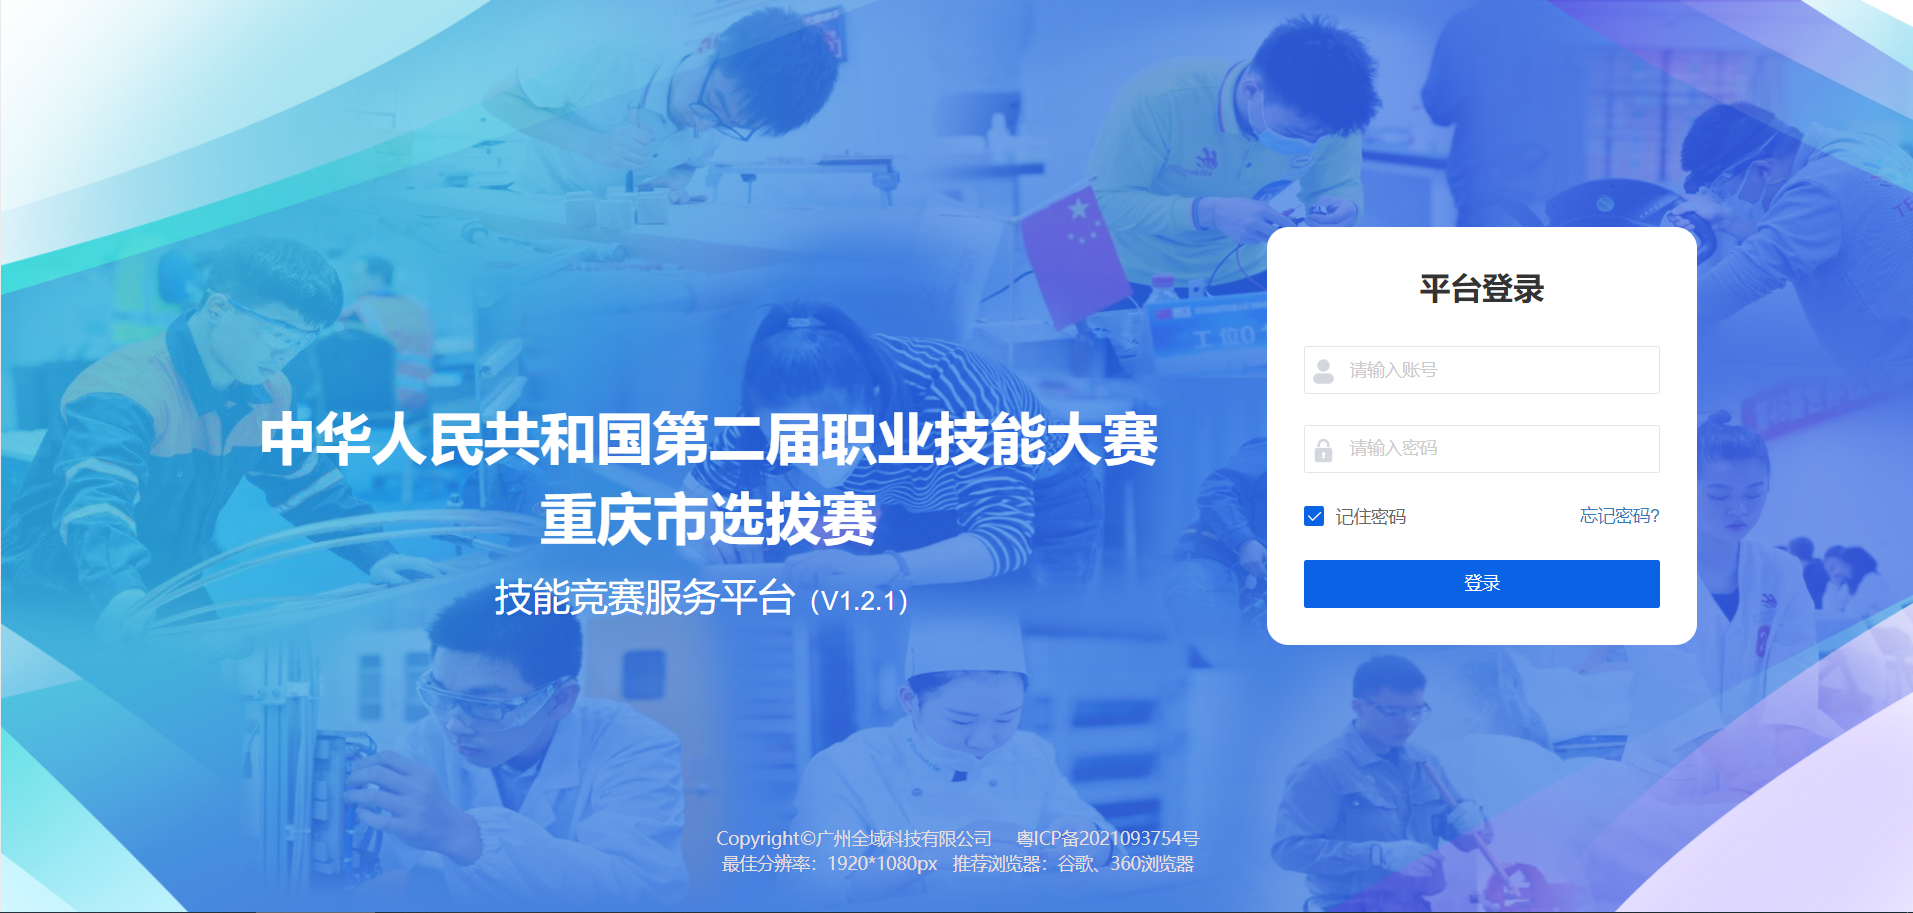 中华人民共和国第二届职业技能大赛
重庆市选拔赛
技能竞赛服务平台（V1.2.1）
平台登录
请输入账号
请输入密码
记住密码 忘记密码?
登录
工位0
Copyright©广州全域科技有限公司 粤ICP备2021093754号
最佳分辨率：1920*1080px 推荐浏览器：谷歌、360浏览器